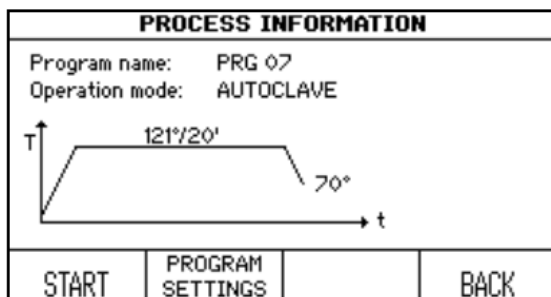 PROCESS INFORMATION
Program name: PRG 07
Operation mode: AUTOCLAVE
T
121°/20'
70°
t
START
PROGRAM
SETTINGS
BACK